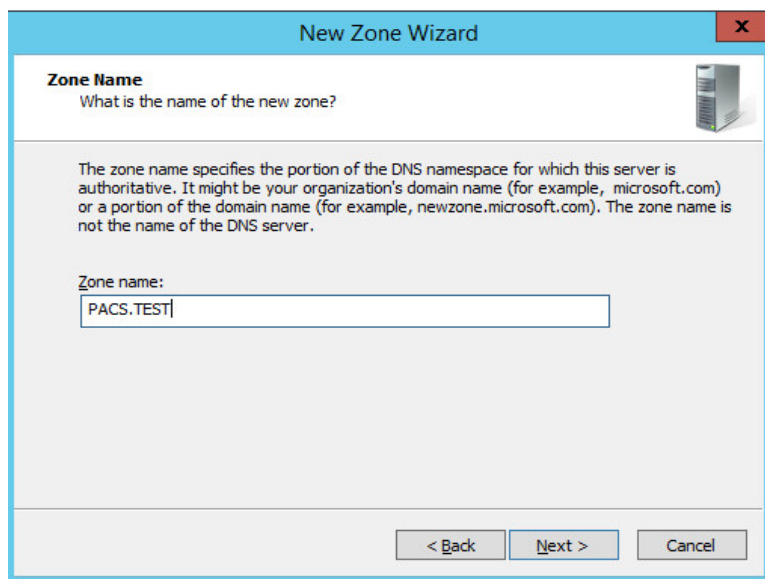 New Zone Wizard
x
Zone Name
What is the name of the new zone?
The zone name specifies the portion of the DNS namespace for which this server is
authoritative. It might be your organization's domain name (for example, microsoft.com)
or a portion of the domain name (for example, newzone.microsoft.com). The zone name is
not the name of the DNS server.
Zone name:
PACS.TEST
< Back Next > Cancel